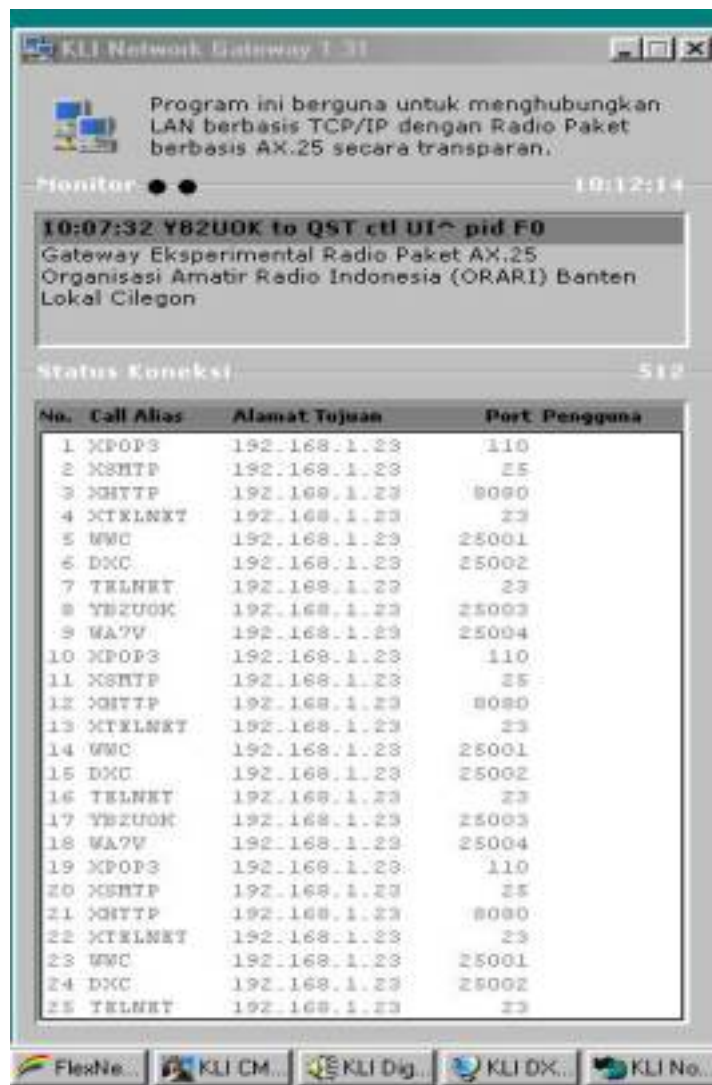 KLI Network Gateway 1.31
Program ini berguna untuk menghubungkan
LAN berbasis TCP/IP dengan Radio Paket
berbasis AX.25 secara transparan.
Monitor 10:12:14
10:07:32 YB2UOK to QST ctl UI^ pid F0
Gateway Eksperimental Radio Paket AX.25
Organisasi Amatir Radio Indonesia (ORARI) Banten
Lokal Cilegon
Status Koneksi 512
No. Call Alias Alamat Tujuan Port Pengguna
1 XPOP3 192.168.1.23 110
2 XSMTP 192.168.1.23 25
3 XHTTP 192.168.1.23 8080
4 XTELNET 192.168.1.23 23
5 WWC 192.168.1.23 25001
6 DXC 192.168.1.23 25002
7 TELNET 192.168.1.23 23
8 YB2UOK 192.168.1.23 25003
9 WA7V 192.168.1.23 25004
10 XPOP3 192.168.1.23 110
11 XSMTP 192.168.1.23 25
12 XHTTP 192.168.1.23 8080
13 XTELNET 192.168.1.23 23
14 WWC 192.168.1.23 25001
15 DXC 192.168.1.23 25002
16 TELNET 192.168.1.23 23
17 YB2UOK 192.168.1.23 25003
18 WA7V 192.168.1.23 25004
19 XPOP3 192.168.1.23 110
20 XSMTP 192.168.1.23 25
21 XHTTP 192.168.1.23 8080
22 XTELNET 192.168.1.23 23
23 WWC 192.168.1.23 25001
24 DXC 192.168.1.23 25002
25 TELNET 192.168.1.23 23
FlexNe... KLI CM... KLI Dig... KLI DX... KLI No...